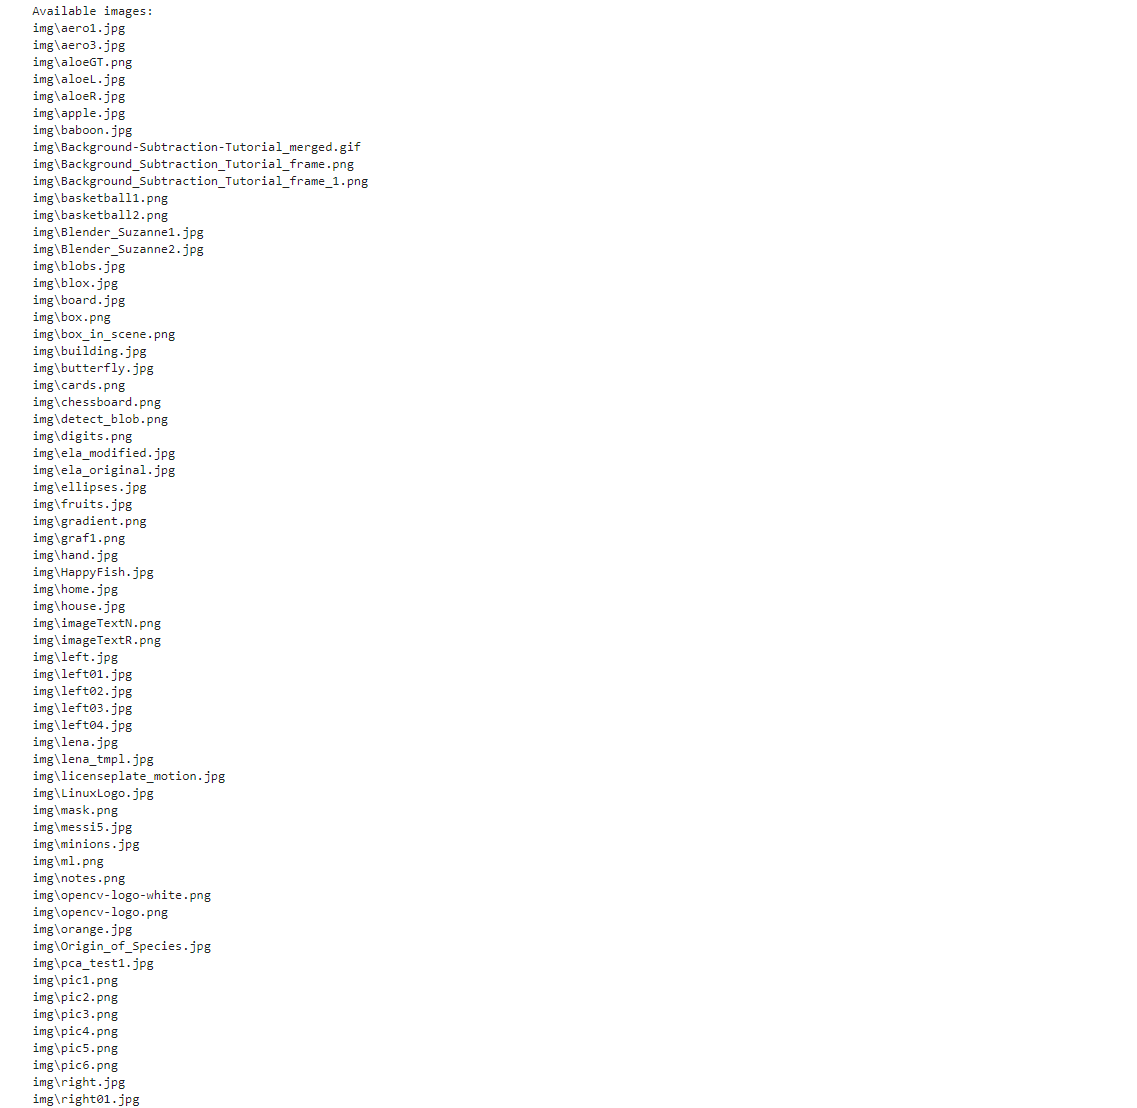 Available images:
img\aero1.jpg
img\aero3.jpg
img\aloeGT.png
img\aloeL.jpg
img\aloeR.jpg
img\apple.jpg
img\baboon.jpg
img\Background-Subtraction-Tutorial_merged.gif
img\Background_Subtraction_Tutorial_frame.png
img\Background_Subtraction_Tutorial_frame_1.png
img\basketball1.png
img\basketball2.png
img\Blender_Suzanne1.jpg
img\Blender_Suzanne2.jpg
img\blobs.jpg
img\blox.jpg
img\board.jpg
img\box.png
img\box_in_scene.png
img\building.jpg
img\butterfly.jpg
img\cards.png
img\chessboard.png
img\detect_blob.png
img\digits.png
img\ela_modified.jpg
img\ela_original.jpg
img\ellipses.jpg
img\fruits.jpg
img\gradient.png
img\graf1.png
img\hand.jpg
img\HappyFish.jpg
img\home.jpg
img\house.jpg
img\imageTextN.png
img\imageTextR.png
img\left.jpg
img\left01.jpg
img\left02.jpg
img\left03.jpg
img\left04.jpg
img\lena.jpg
img\lena_tmpl.jpg
img\licenseplate_motion.jpg
img\LinuxLogo.jpg
img\mask.png
img\messi5.jpg
img\minions.jpg
img\ml.png
img\notes.png
img\opencv-logo-white.png
img\opencv-logo.png
img\orange.jpg
img\Origin_of_Species.jpg
img\pca_test1.jpg
img\pic1.png
img\pic2.png
img\pic3.png
img\pic4.png
img\pic5.png
img\pic6.png
img\right.jpg
img\right01.jpg